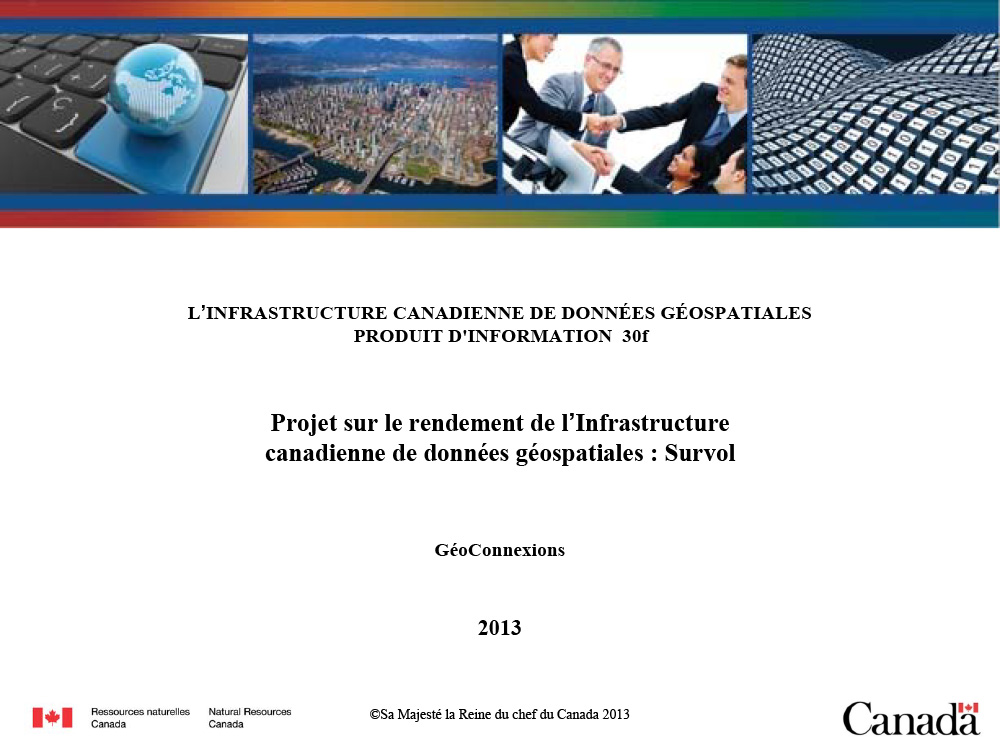 L'INFRASTRUCTURE CANADIENNE DE DONNÉES GÉOSPATIALES
PRODUIT D'INFORMATION 30f
Projet sur le rendement de l'Infrastructure
canadienne de données géospatiales : Survol
GéoConnexions
2013
Ressources naturelles
Canada
Natural Resources
Canada
©Sa Majesté la Reine du chef du Canada 2013
Canada